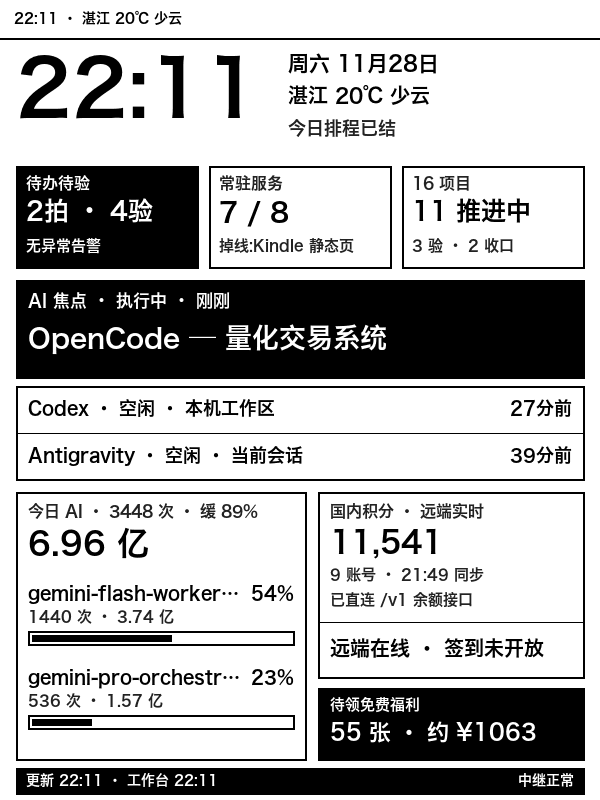 22:11 · 湛江 20℃ 少云
22:11
周六 11月28日
湛江 20℃ 少云
今日排程已结
待办待验
2拍 · 4验
无异常告警
常驻服务
7 / 8
掉线:Kindle 静态页
16 项目
11 推进中
3 验 · 2 收口
AI 焦点 · 执行中 · 刚刚
OpenCode — 量化交易系统
Codex · 空闲 · 本机工作区 27分前
Antigravity · 空闲 · 当前会话 39分前
今日 AI · 3448 次 · 缓 89%
6.96 亿
gemini-flash-worker… 54%
1440 次 · 3.74 亿
gemini-pro-orchestr… 23%
536 次 · 1.57 亿
国内积分 · 远端实时
11,541
9 账号 · 21:49 同步
已直连 /v1 余额接口
远端在线 · 签到未开放
待领免费福利
55 张 · 约 ¥1063
更新 22:11 · 工作台 22:11 中继正常